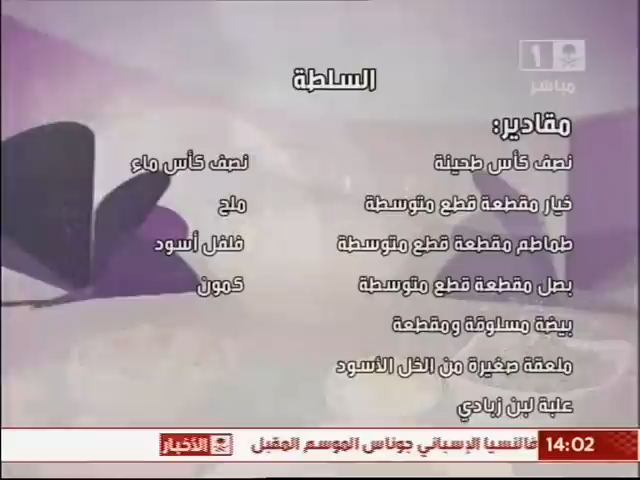 1
مباشر
السلطة
مقادير:
نصف كأس طحينة
خيار مقطعة قطع متوسطة
طماطم مقطعة قطع متوسطة
بصل مقطعة قطع متوسطة
بيضة مسلوقة ومقطعة
ملعقة صغيرة من الخل الأسود
علبة لبن زبادي
نصف كأس ماء
ملح
فلفل أسود
كمون
14:02 فالنسيا الإسباني جوناس الموسم المقبل الأخبار